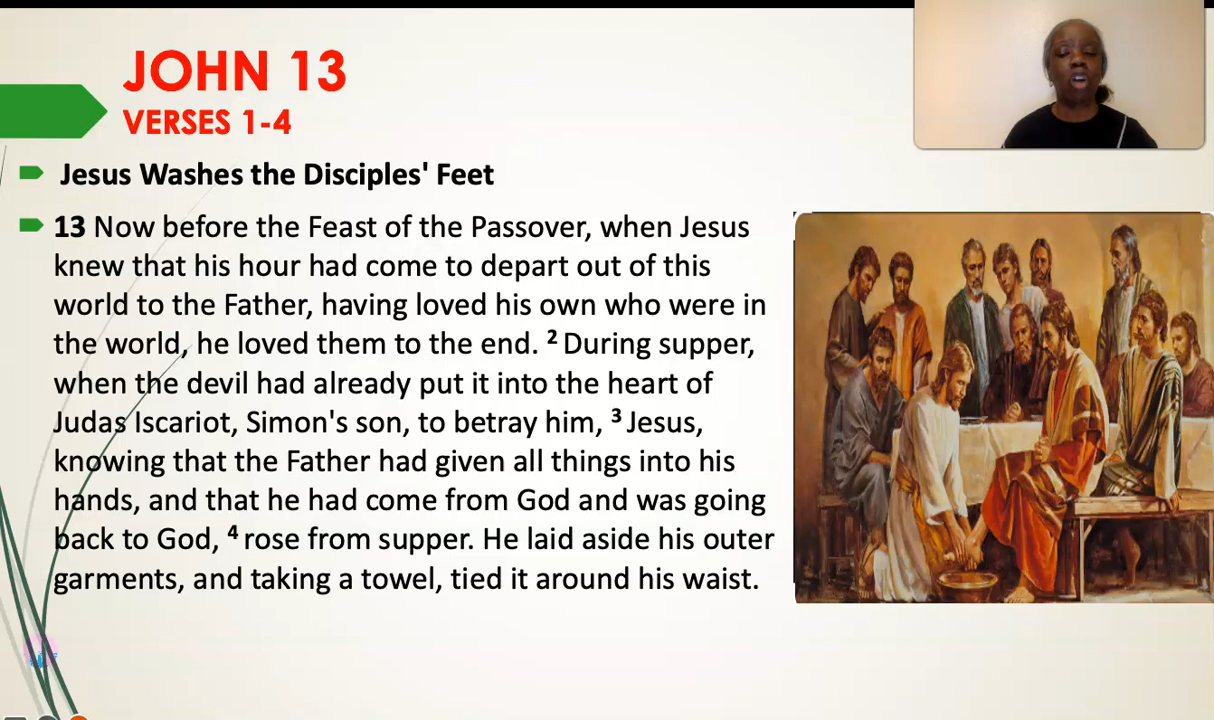 JOHN 13
VERSES 1-4
Jesus Washes the Disciples' Feet
13 Now before the Feast of the Passover, when Jesus
knew that his hour had come to depart out of this
world to the Father, having loved his own who were in
the world, he loved them to the end. 2 During supper,
when the devil had already put it into the heart of
Judas Iscariot, Simon's son, to betray him, 3 Jesus,
knowing that the Father had given all things into his
hands, and that he had come from God and was going
back to God, 4 rose from supper. He laid aside his outer
garments, and taking a towel, tied it around his waist.